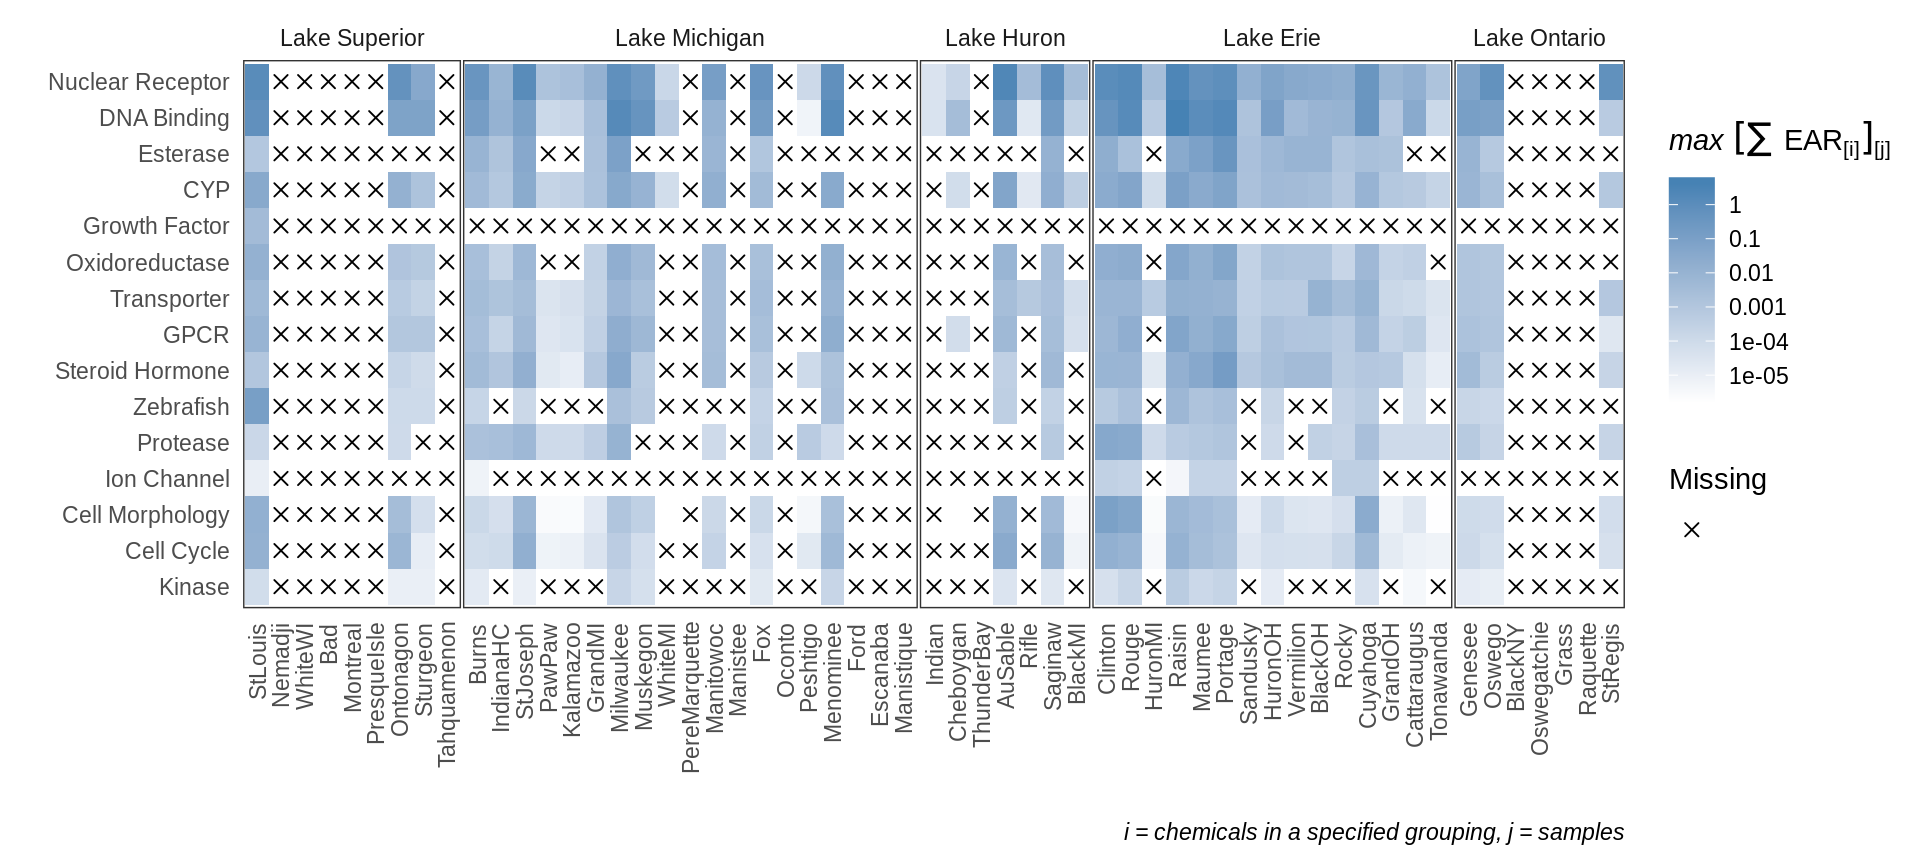 Lake Superior Lake Michigan Lake Huron Lake Erie Lake Ontario
Nuclear Receptor
DNA Binding
Esterase
CYP
Growth Factor
Oxidoreductase
Transporter
GPCR
Steroid Hormone
Zebrafish
Protease
Ion Channel
Cell Morphology
Cell Cycle
Kinase
StLouis
Nemadji
WhiteWI
Bad
Montreal
PresqueIsle
Ontonagon
Sturgeon
Tahquamenon
Burns
IndianaHC
StJoseph
PawPaw
Kalamazoo
GrandMI
Milwaukee
Muskegon
WhiteMI
PereMarquette
Manitowoc
Manistee
Fox
Oconto
Peshtigo
Menominee
Ford
Escanaba
Manistique
Indian
Cheboygan
ThunderBay
AuSable
Rifle
Saginaw
BlackMI
Clinton
Rouge
HuronMI
Raisin
Maumee
Portage
Sandusky
HuronOH
Vermilion
BlackOH
Rocky
Cuyahoga
GrandOH
Cattaraugus
Tonawanda
Genesee
Oswego
BlackNY
Oswegatchie
Grass
Raquette
StRegis
max [∑ EAR[i]][j]
1
0.1
0.01
0.001
1e-04
1e-05
Missing
i = chemicals in a specified grouping, j = samples